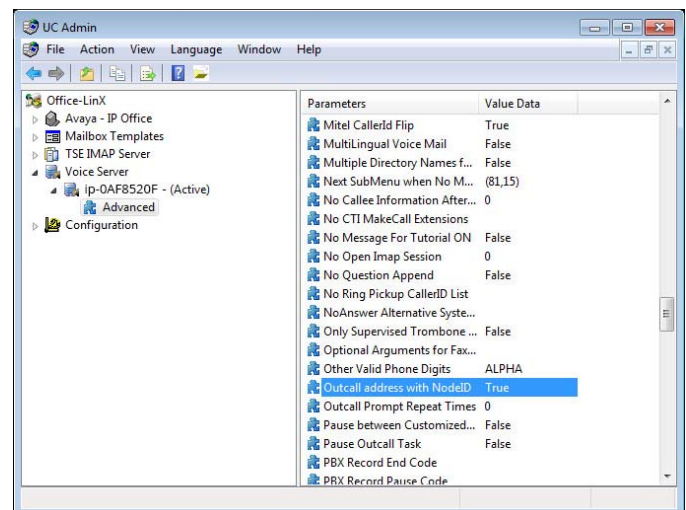 UC Admin
File Action View Language Window Help
Office-LinX
Avaya - IP Office
Mailbox Templates
TSE IMAP Server
Voice Server
ip-0AF8520F - (Active)
Advanced
Configuration
Parameters Value Data
Mitel CallerId Flip True
MultiLingual Voice Mail False
Multiple Directory Names f... False
Next SubMenu when No M... (81,15)
No Callee Information After... 0
No CTI MakeCall Extensions
No Message For Tutorial ON False
No Open Imap Session 0
No Question Append False
No Ring Pickup CallerID List
NoAnswer Alternative Syste...
Only Supervised Trombone ... False
Optional Arguments for Fax...
Other Valid Phone Digits ALPHA
Outcall address with NodeID True
Outcall Prompt Repeat Times 0
Pause between Customized... False
Pause Outcall Task False
PBX Record End Code
PBX Record Pause Code